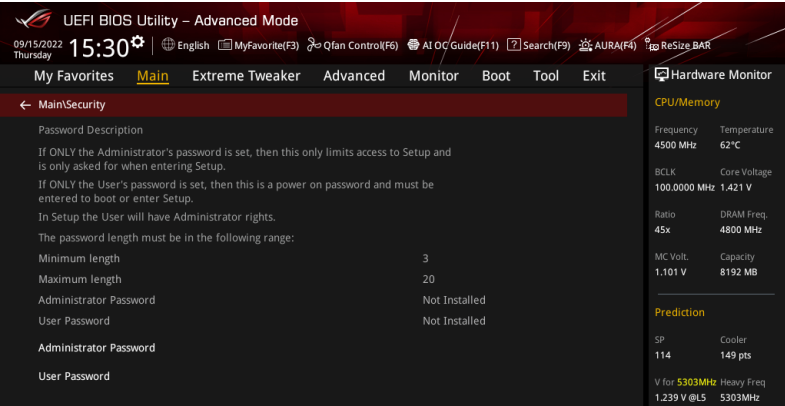 UEFI BIOS Utility – Advanced Mode
09/15/2022 Thursday 15:30 English MyFavorite(F3) Qfan Control(F6) AI OC Guide(F11) ? Search(F9) AURA(F4) ReSize BAR
My Favorites Main Extreme Tweaker Advanced Monitor Boot Tool Exit
← Main\Security
Password Description
If ONLY the Administrator's password is set, then this only limits access to Setup and
is only asked for when entering Setup.
If ONLY the User's password is set, then this is a power on password and must be
entered to boot or enter Setup.
In Setup the User will have Administrator rights.
The password length must be in the following range:
Minimum length 3
Maximum length 20
Administrator Password Not Installed
User Password Not Installed
Administrator Password
User Password
Hardware Monitor
CPU/Memory
Frequency Temperature
4500 MHz 62°C
BCLK Core Voltage
100.0000 MHz 1.421 V
Ratio DRAM Freq.
45x 4800 MHz
MC Volt. Capacity
1.101 V 8192 MB
Prediction
SP Cooler
114 149 pts
V for 5303MHz Heavy Freq
1.239 V @L5 5303MHz